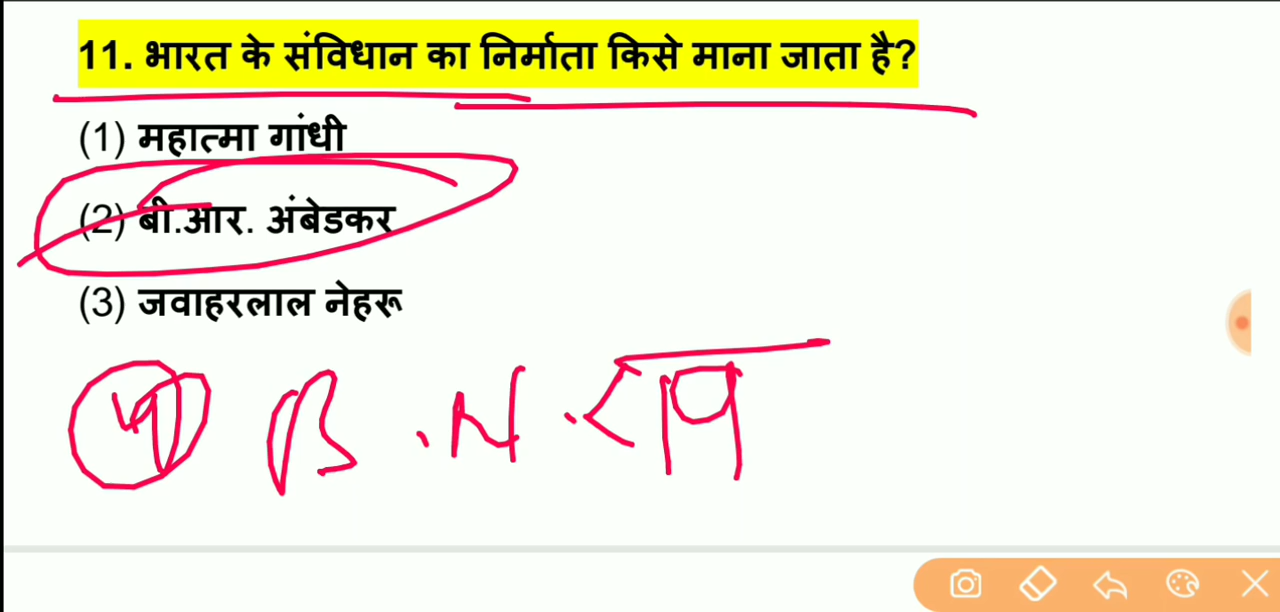 11. भारत के संविधान का निर्माता किसे माना जाता है?
(1) महात्मा गांधी
(2) बी.आर. अंबेडकर
(3) जवाहरलाल नेहरू
4 B.N.राव